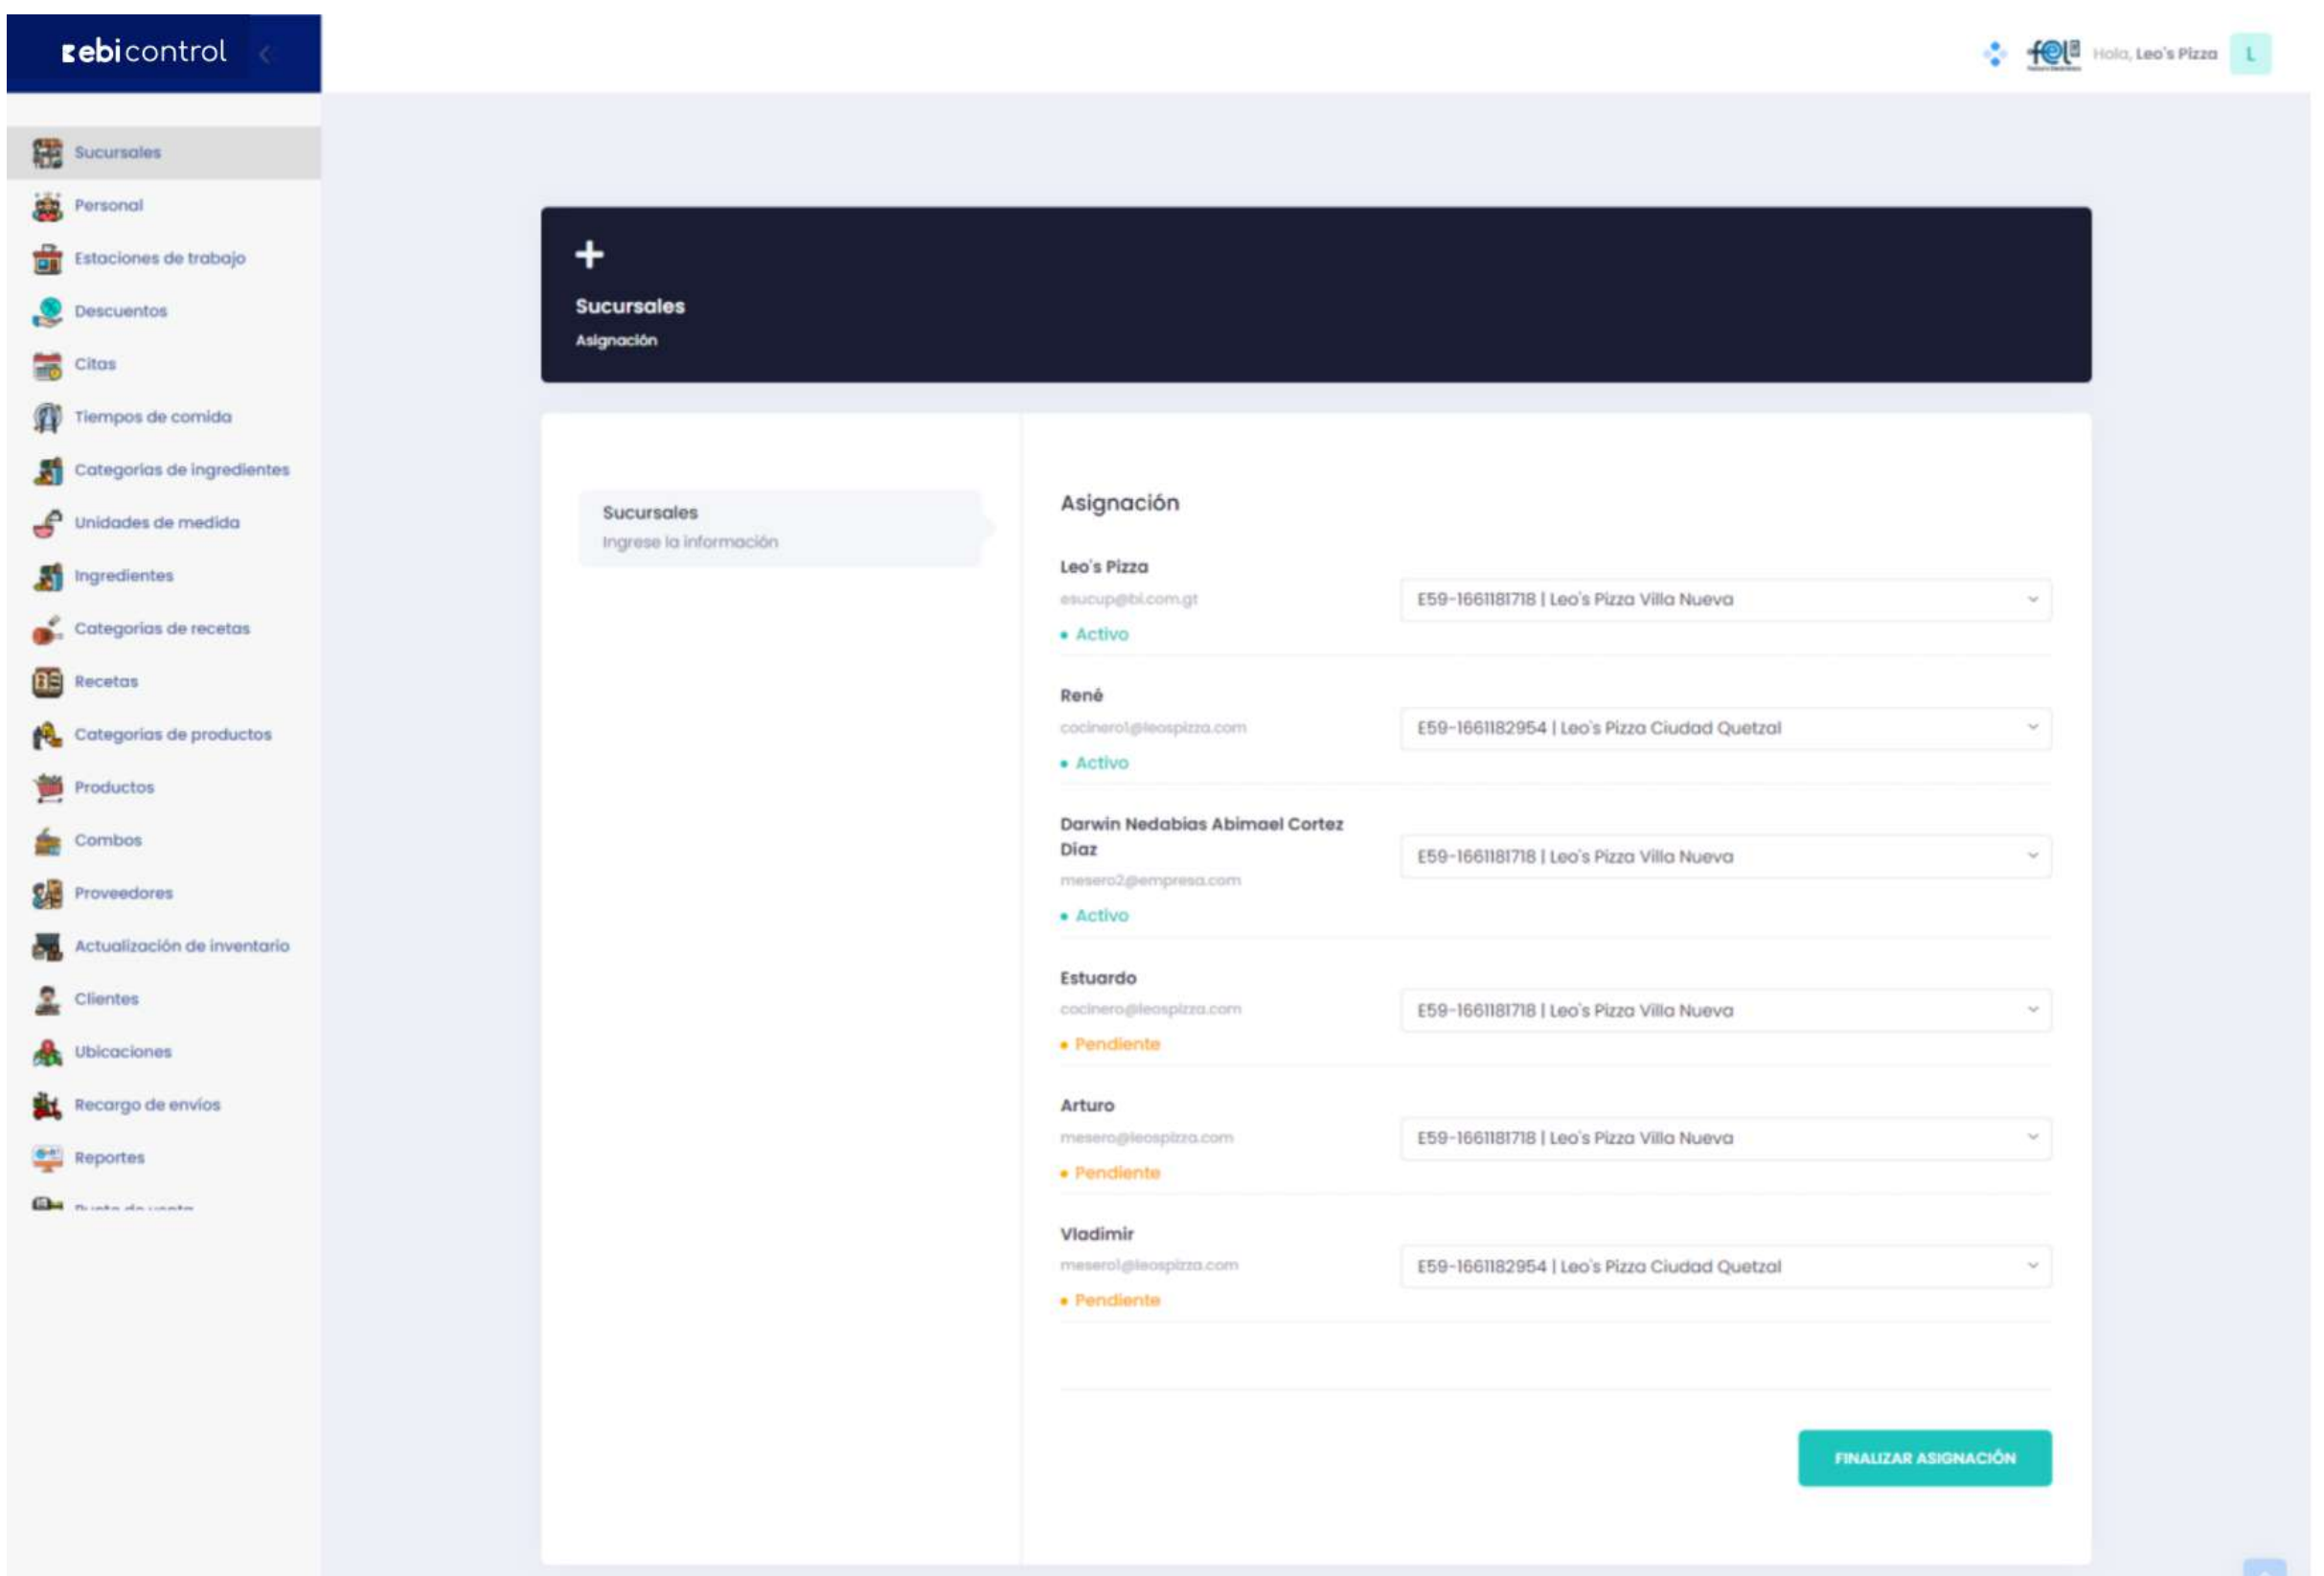 ebicontrol
fel
Hola, Leo's Pizza
L
Sucursales
Personal
Estaciones de trabajo
Descuentos
Citas
Tiempos de comida
Categorías de ingredientes
Unidades de medida
Ingredientes
Categorías de recetas
Recetas
Categorías de productos
Productos
Combos
Proveedores
Actualización de inventario
Clientes
Ubicaciones
Recargo de envíos
Reportes
Punto de venta
Sucursales
Asignación
Sucursales
Ingrese la información
Asignación
Leo's Pizza
esucup@bi.com.gt
E59-1661181718 | Leo's Pizza Villa Nueva
Activo
René
cocinero1@leospizza.com
E59-1661182954 | Leo's Pizza Ciudad Quetzal
Activo
Darwin Nedabias Abimael Cortez
Díaz
mesero2@empresa.com
E59-1661181718 | Leo's Pizza Villa Nueva
Activo
Estuardo
cocinero@leospizza.com
E59-1661181718 | Leo's Pizza Villa Nueva
Pendiente
Arturo
mesero@leospizza.com
E59-1661181718 | Leo's Pizza Villa Nueva
Pendiente
Vladimir
mesero1@leospizza.com
E59-1661182954 | Leo's Pizza Ciudad Quetzal
Pendiente
FINALIZAR ASIGNACIÓN